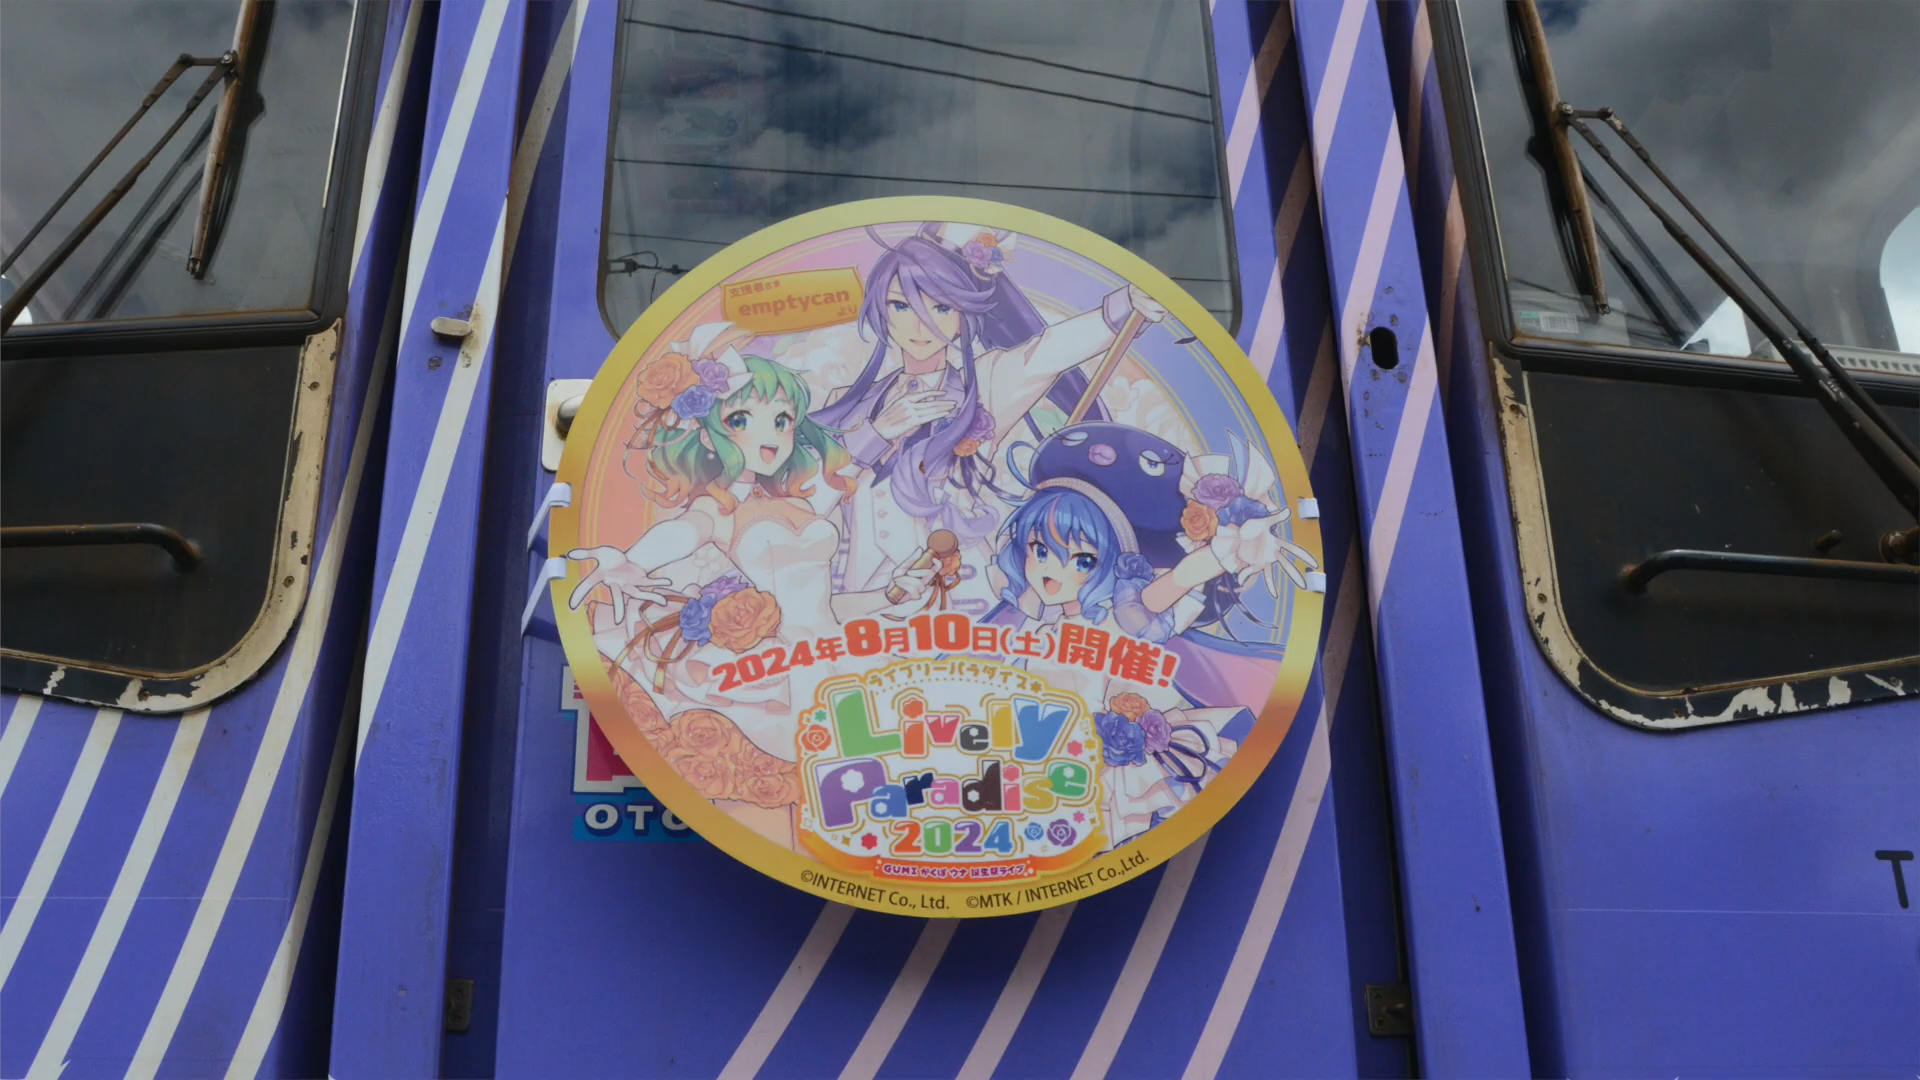 支援者さま
emptycan
より
2024年8月10日(土)開催!
ライブリーパラダイス
Lively
Paradise
2024
GUMI がくぽ ウナ 誕生祭ライブ
©INTERNET Co., Ltd. ©MTK / INTERNET Co.,Ltd.
OTO
T